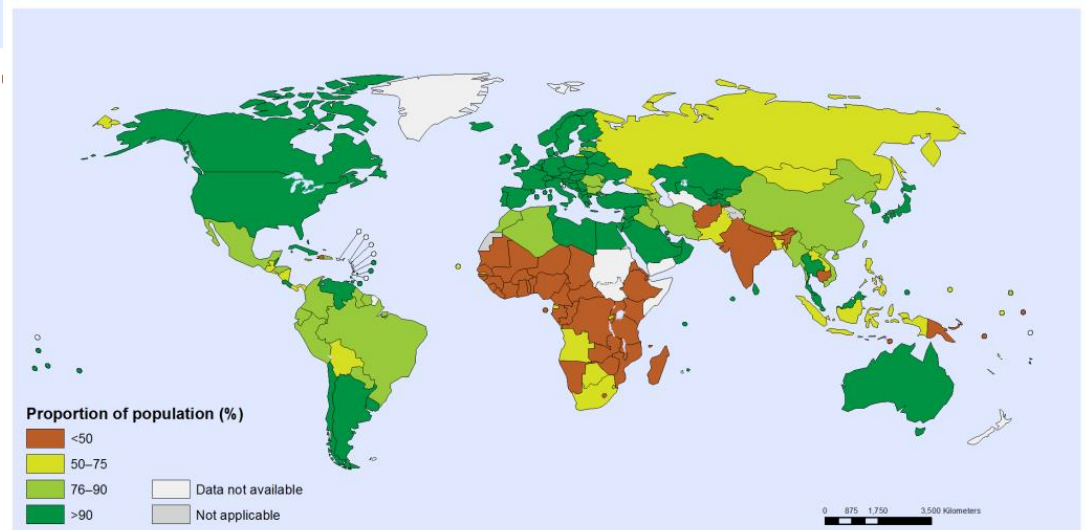 Proportion of population (%)
<50
50–75
76–90
>90
Data not available
Not applicable
0 875 1,750 3,500 Kilometers